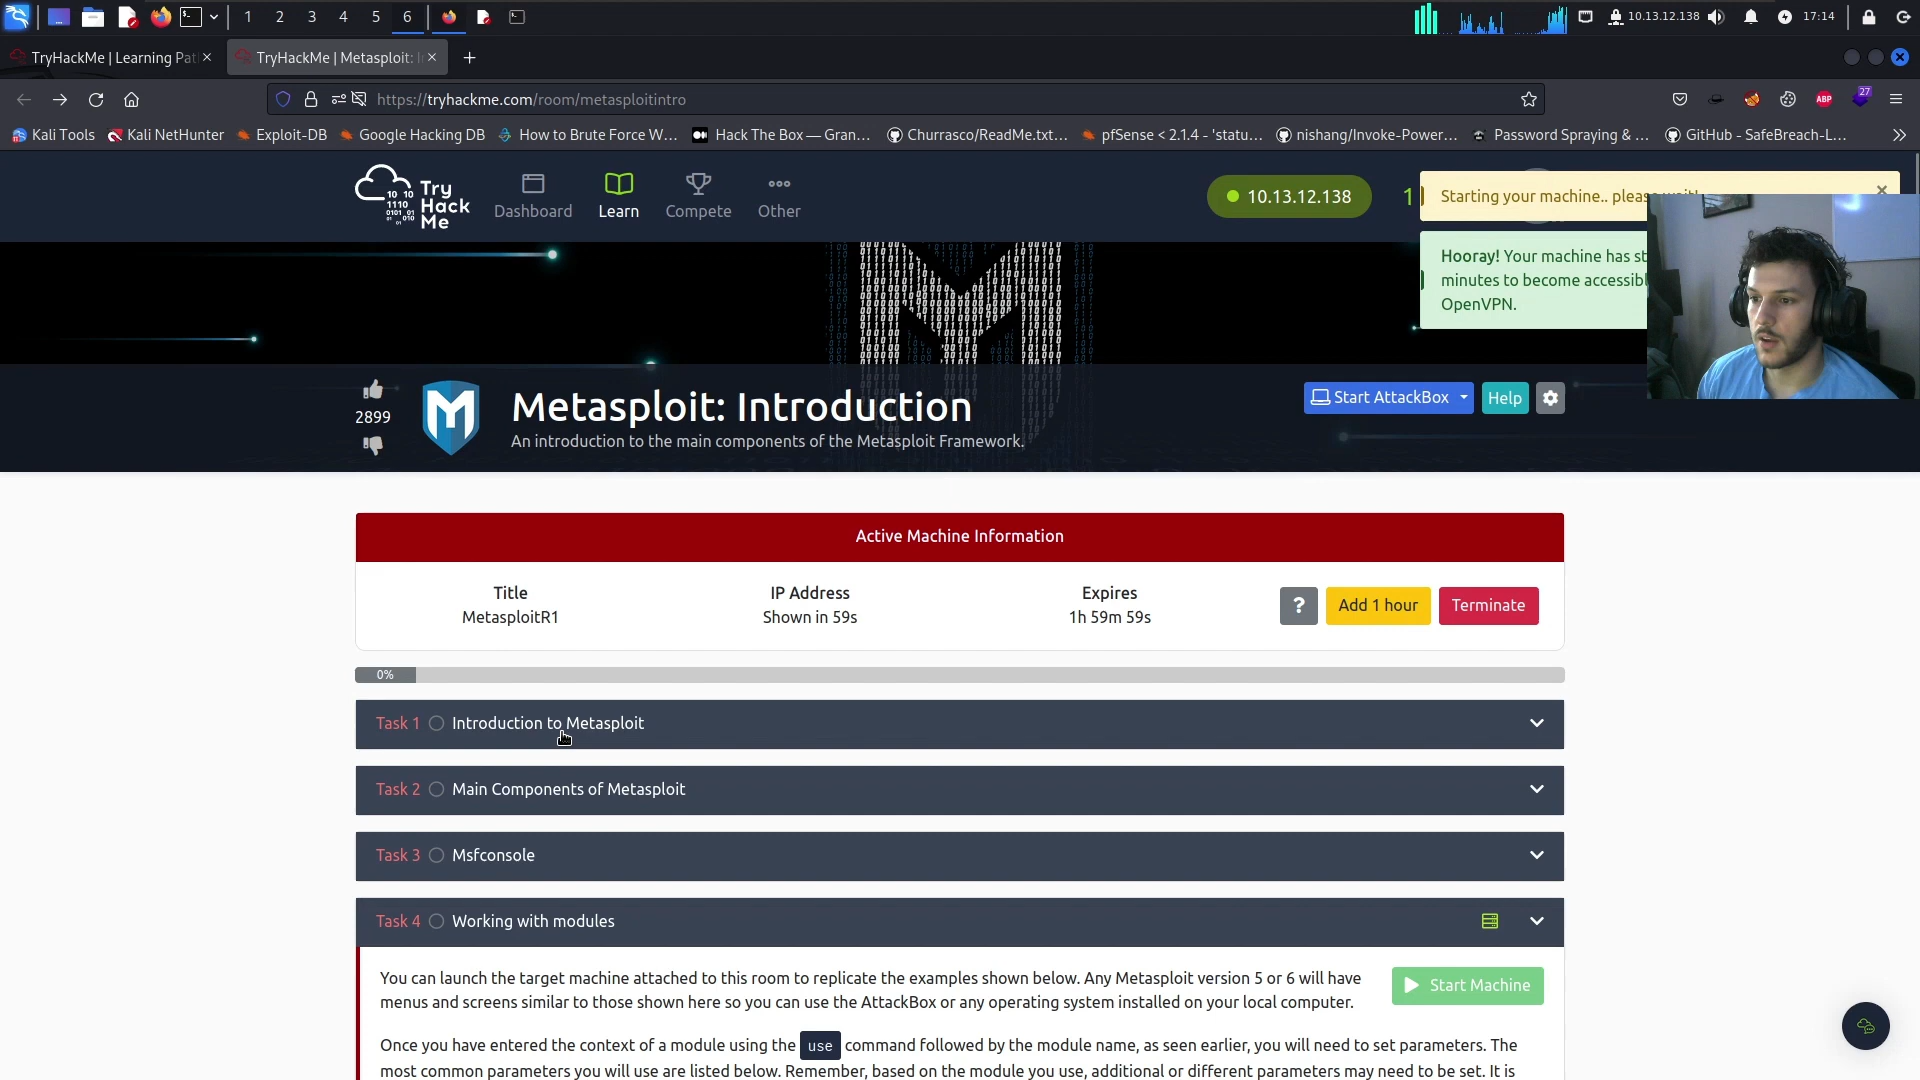 1 2 3 4 5 6 10.13.12.138 17:14
TryHackMe | Learning Pat
TryHackMe | Metasploit: I
https://tryhackme.com/room/metasploitintro
ABP 27
Kali Tools Kali NetHunter Exploit-DB Google Hacking DB How to Brute Force W... Hack The Box — Gran... Churrasco/ReadMe.txt... pfSense < 2.1.4 - 'statu... nishang/Invoke-Power... Password Spraying & ... GitHub - SafeBreach-L...
Try
Hack
Me
Dashboard Learn Compete Other
10.13.12.138
1
Starting your machine.. please wait!
Hooray! Your machine has st
minutes to become accessibl
OpenVPN.
2899
Metasploit: Introduction
An introduction to the main components of the Metasploit Framework.
Start AttackBox Help
Active Machine Information
Title IP Address Expires
MetasploitR1 Shown in 59s 1h 59m 59s
? Add 1 hour Terminate
0%
Task 1 Introduction to Metasploit
Task 2 Main Components of Metasploit
Task 3 Msfconsole
Task 4 Working with modules
You can launch the target machine attached to this room to replicate the examples shown below. Any Metasploit version 5 or 6 will have
menus and screens similar to those shown here so you can use the AttackBox or any operating system installed on your local computer.
Start Machine
Once you have entered the context of a module using the use command followed by the module name, as seen earlier, you will need to set parameters. The
most common parameters you will use are listed below. Remember, based on the module you use, additional or different parameters may need to be set. It is